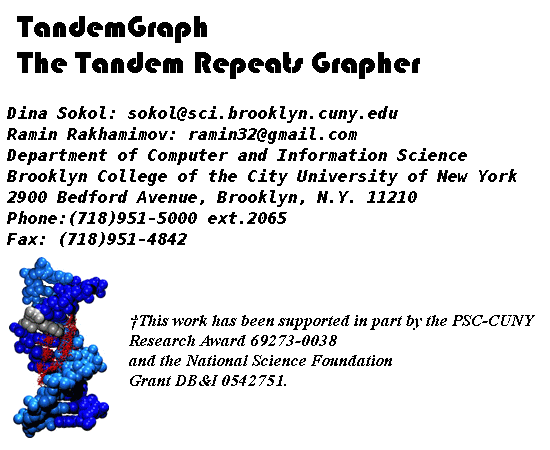 TandemGraph
The Tandem Repeats Grapher
Dina Sokol: sokol@sci.brooklyn.cuny.edu
Ramin Rakhamimov: ramin32@gmail.com
Department of Computer and Information Science
Brooklyn College of the City University of New York
2900 Bedford Avenue, Brooklyn, N.Y. 11210
Phone:(718)951-5000 ext.2065
Fax: (718)951-4842
†This work has been supported in part by the PSC-CUNY
Research Award 69273-0038
and the National Science Foundation
Grant DB&I 0542751.